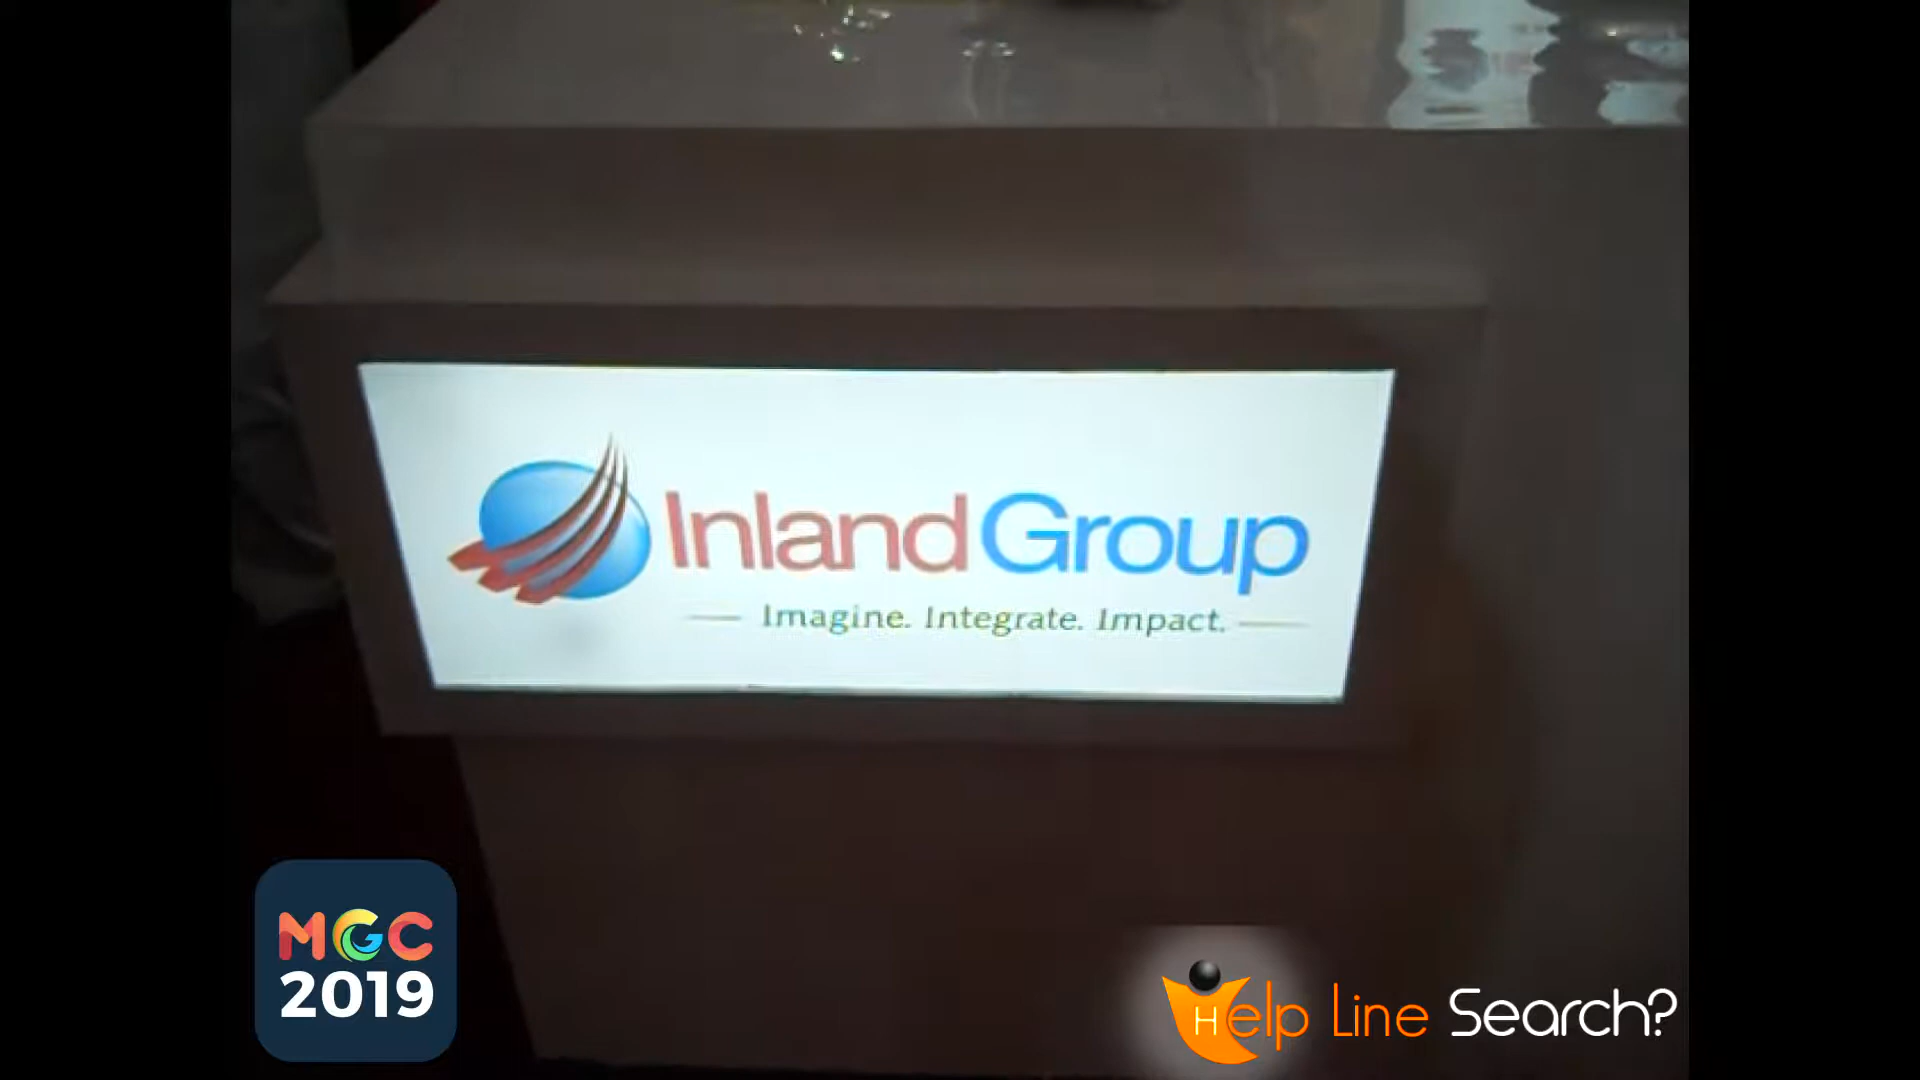 Inland Group
Imagine. Integrate. Impact.
MGC
2019
Help Line Search?